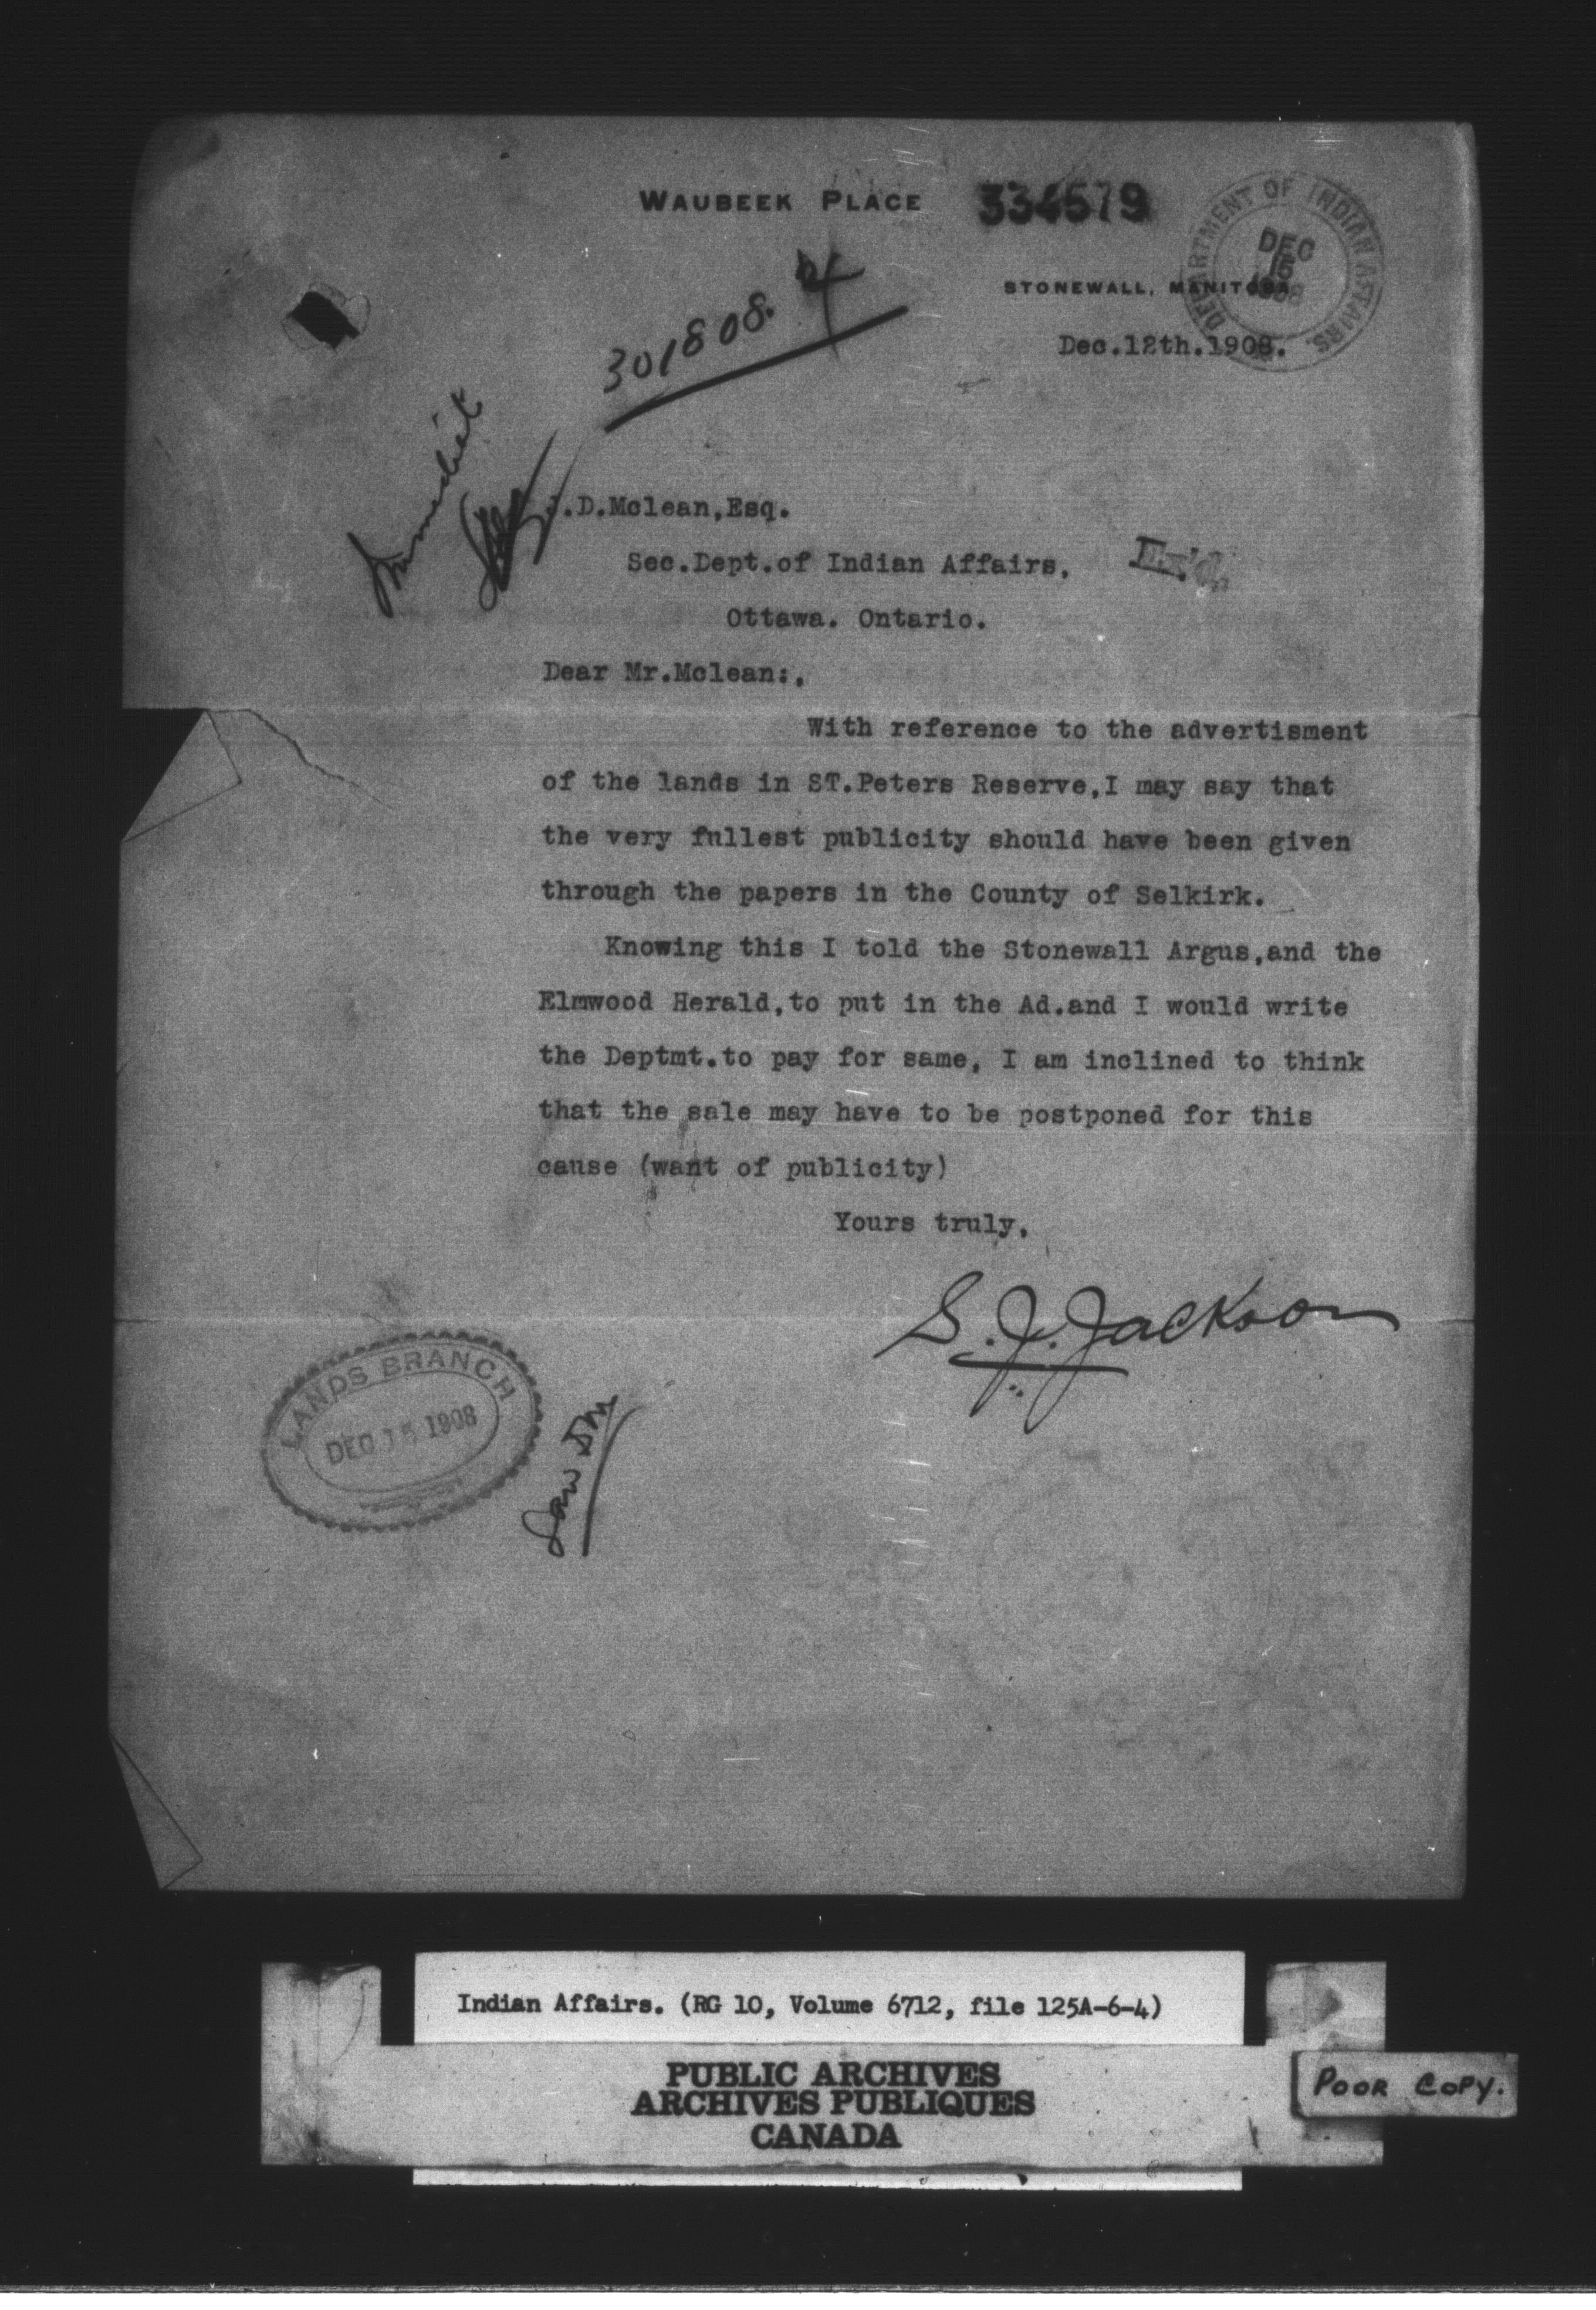 WAUBEEK PLACE
334579
DEPARTMENT OF INDIAN AFFAIRS.
DEC
15
1908
STONEWALL, MANITOBA
Dec.12th.1908.
301808. 4
Immediate
J.D.Mclean,Esq.
Sec.Dept.of Indian Affairs,
Ottawa. Ontario.
Dear Mr.Mclean:,
With reference to the advertisment
of the lands in ST.Peters Reserve,I may say that
the very fullest publicity should have been given
through the papers in the County of Selkirk.
Knowing this I told the Stonewall Argus,and the
Elmwood Herald,to put in the Ad.and I would write
the Deptmt.to pay for same, I am inclined to think
that the sale may have to be postponed for this
cause (want of publicity)
Yours truly,
S.J.Jackson
LANDS BRANCH
DEC 15 1908
Indian Affairs. (RG 10, Volume 6712, file 125A-6-4)
PUBLIC ARCHIVES
ARCHIVES PUBLIQUES
CANADA
POOR COPY.